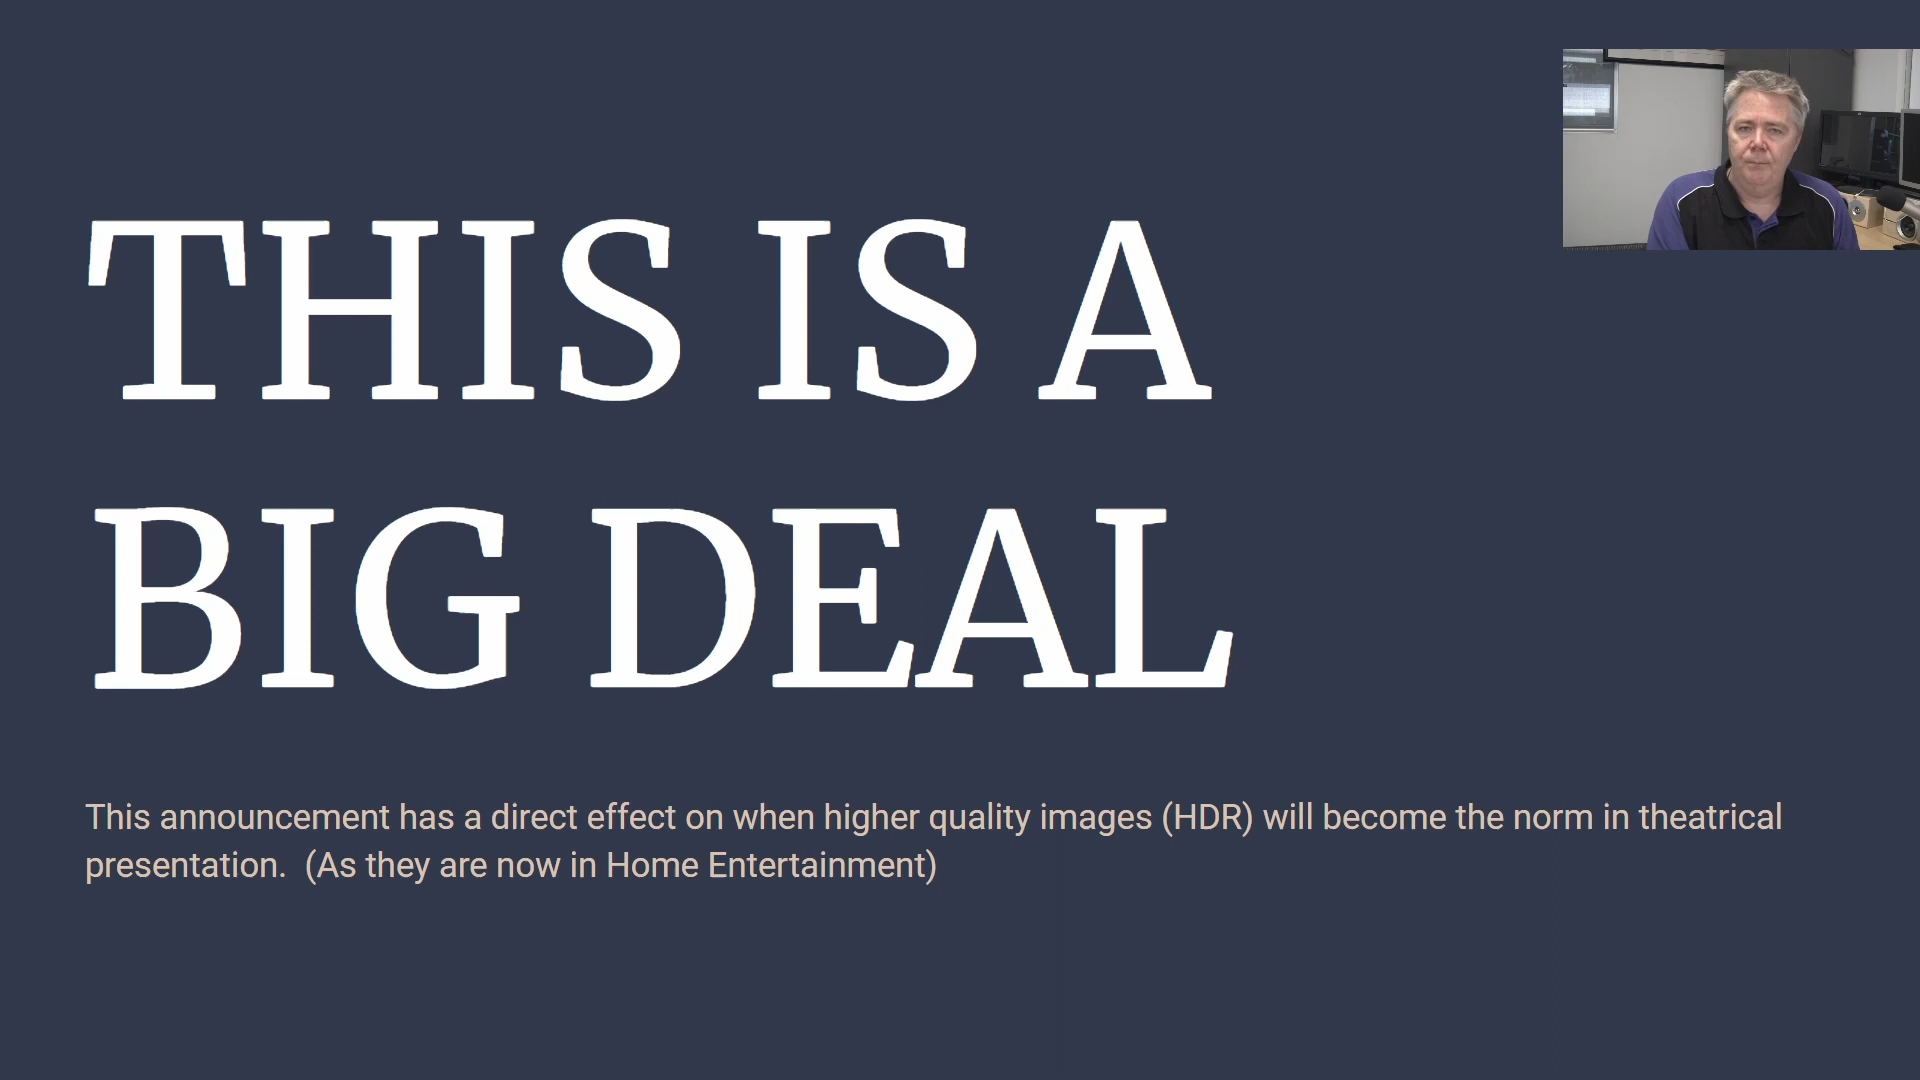 THIS IS A
BIG DEAL
This announcement has a direct effect on when higher quality images (HDR) will become the norm in theatrical
presentation.  (As they are now in Home Entertainment)